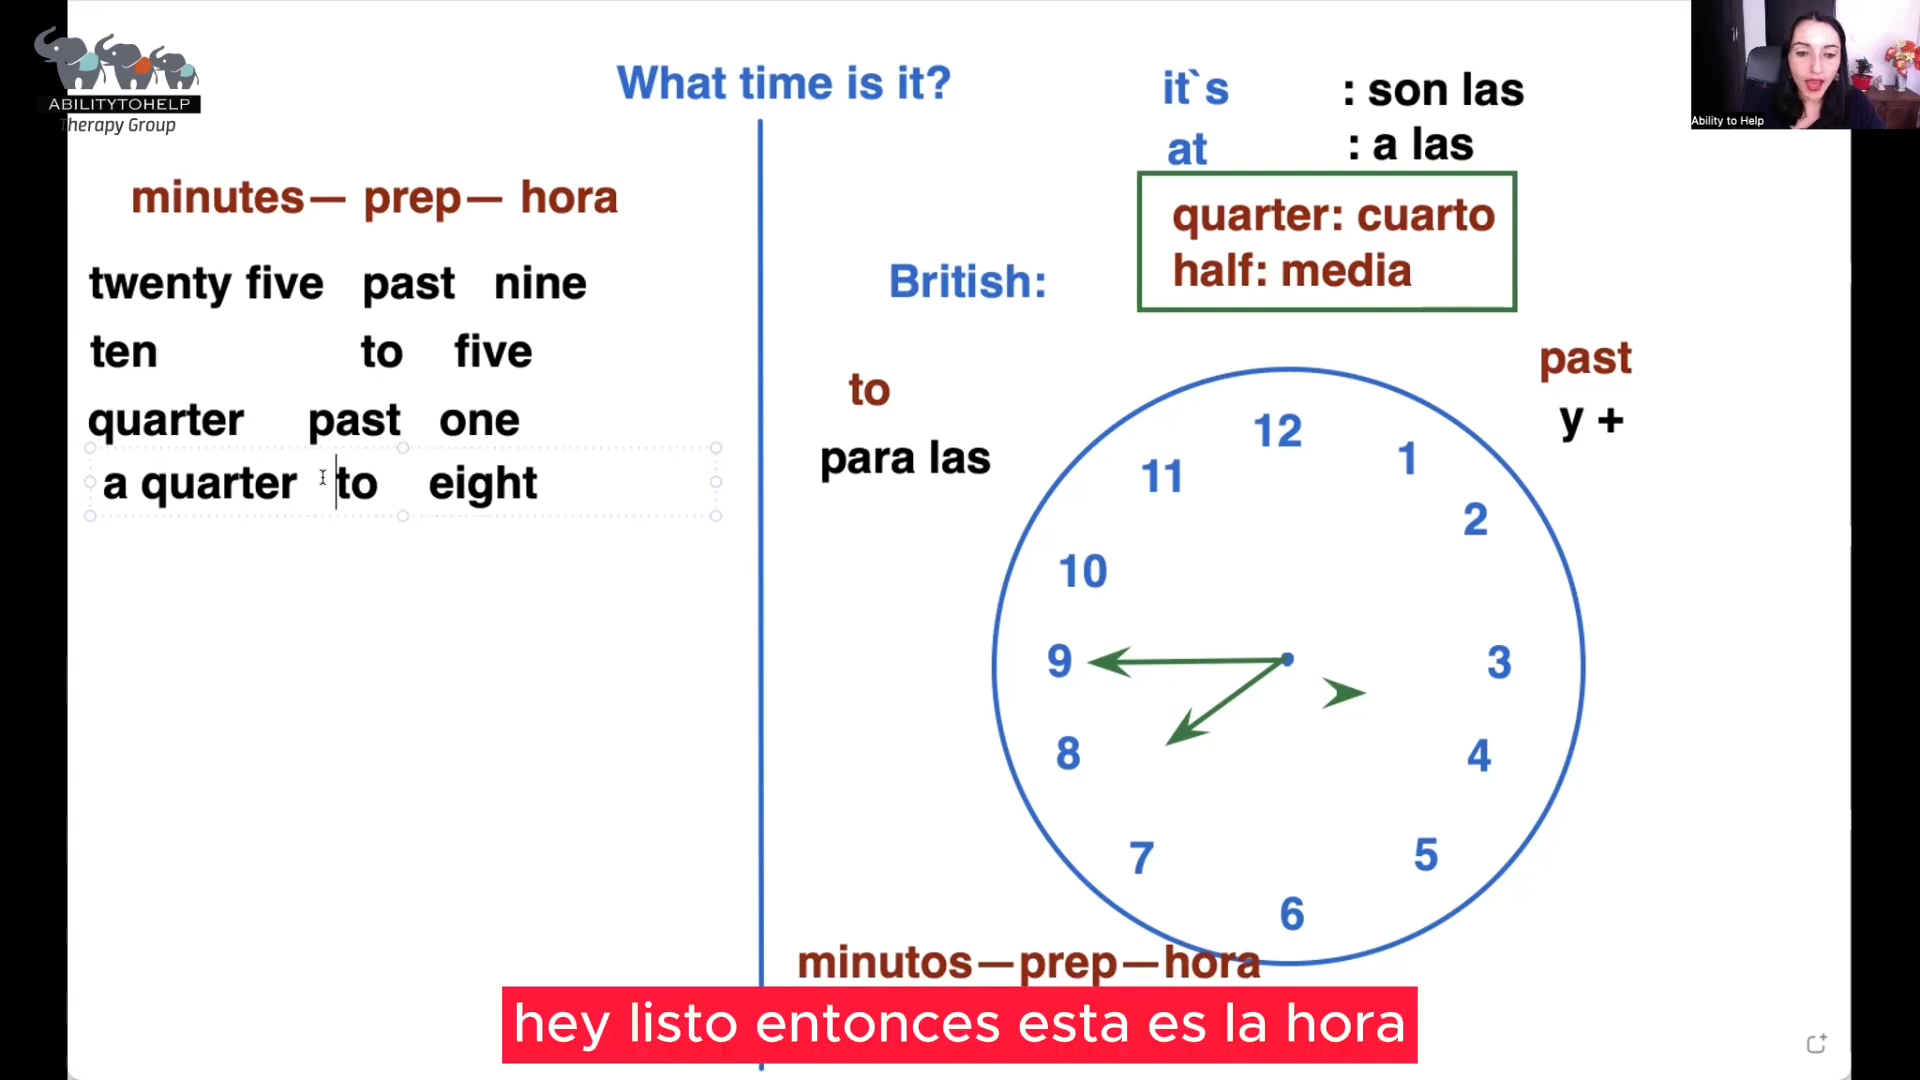 ABILITYTOHELP
Therapy Group
What time is it?
it`s : son las
at : a las
quarter: cuarto
half: media
Ability to Help
minutes— prep— hora
twenty five past nine
ten to five
quarter past one
a quarter to eight
British:
to
para las
past
y +
12
1
2
3
4
5
6
7
8
9
10
11
minutos—prep—hora
hey listo entonces esta es la hora